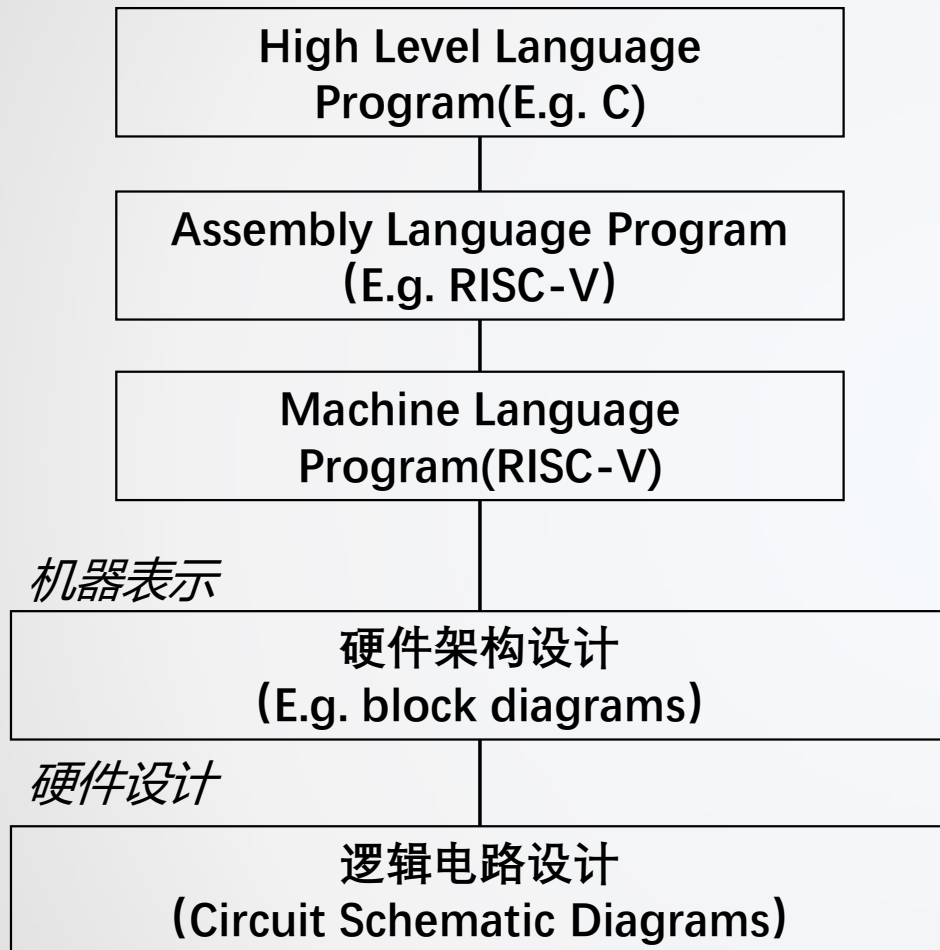 High Level Language
Program(E.g. C)
Assembly Language Program
(E.g. RISC-V)
Machine Language
Program(RISC-V)
机器表示
硬件架构设计
(E.g. block diagrams)
硬件设计
逻辑电路设计
(Circuit Schematic Diagrams)